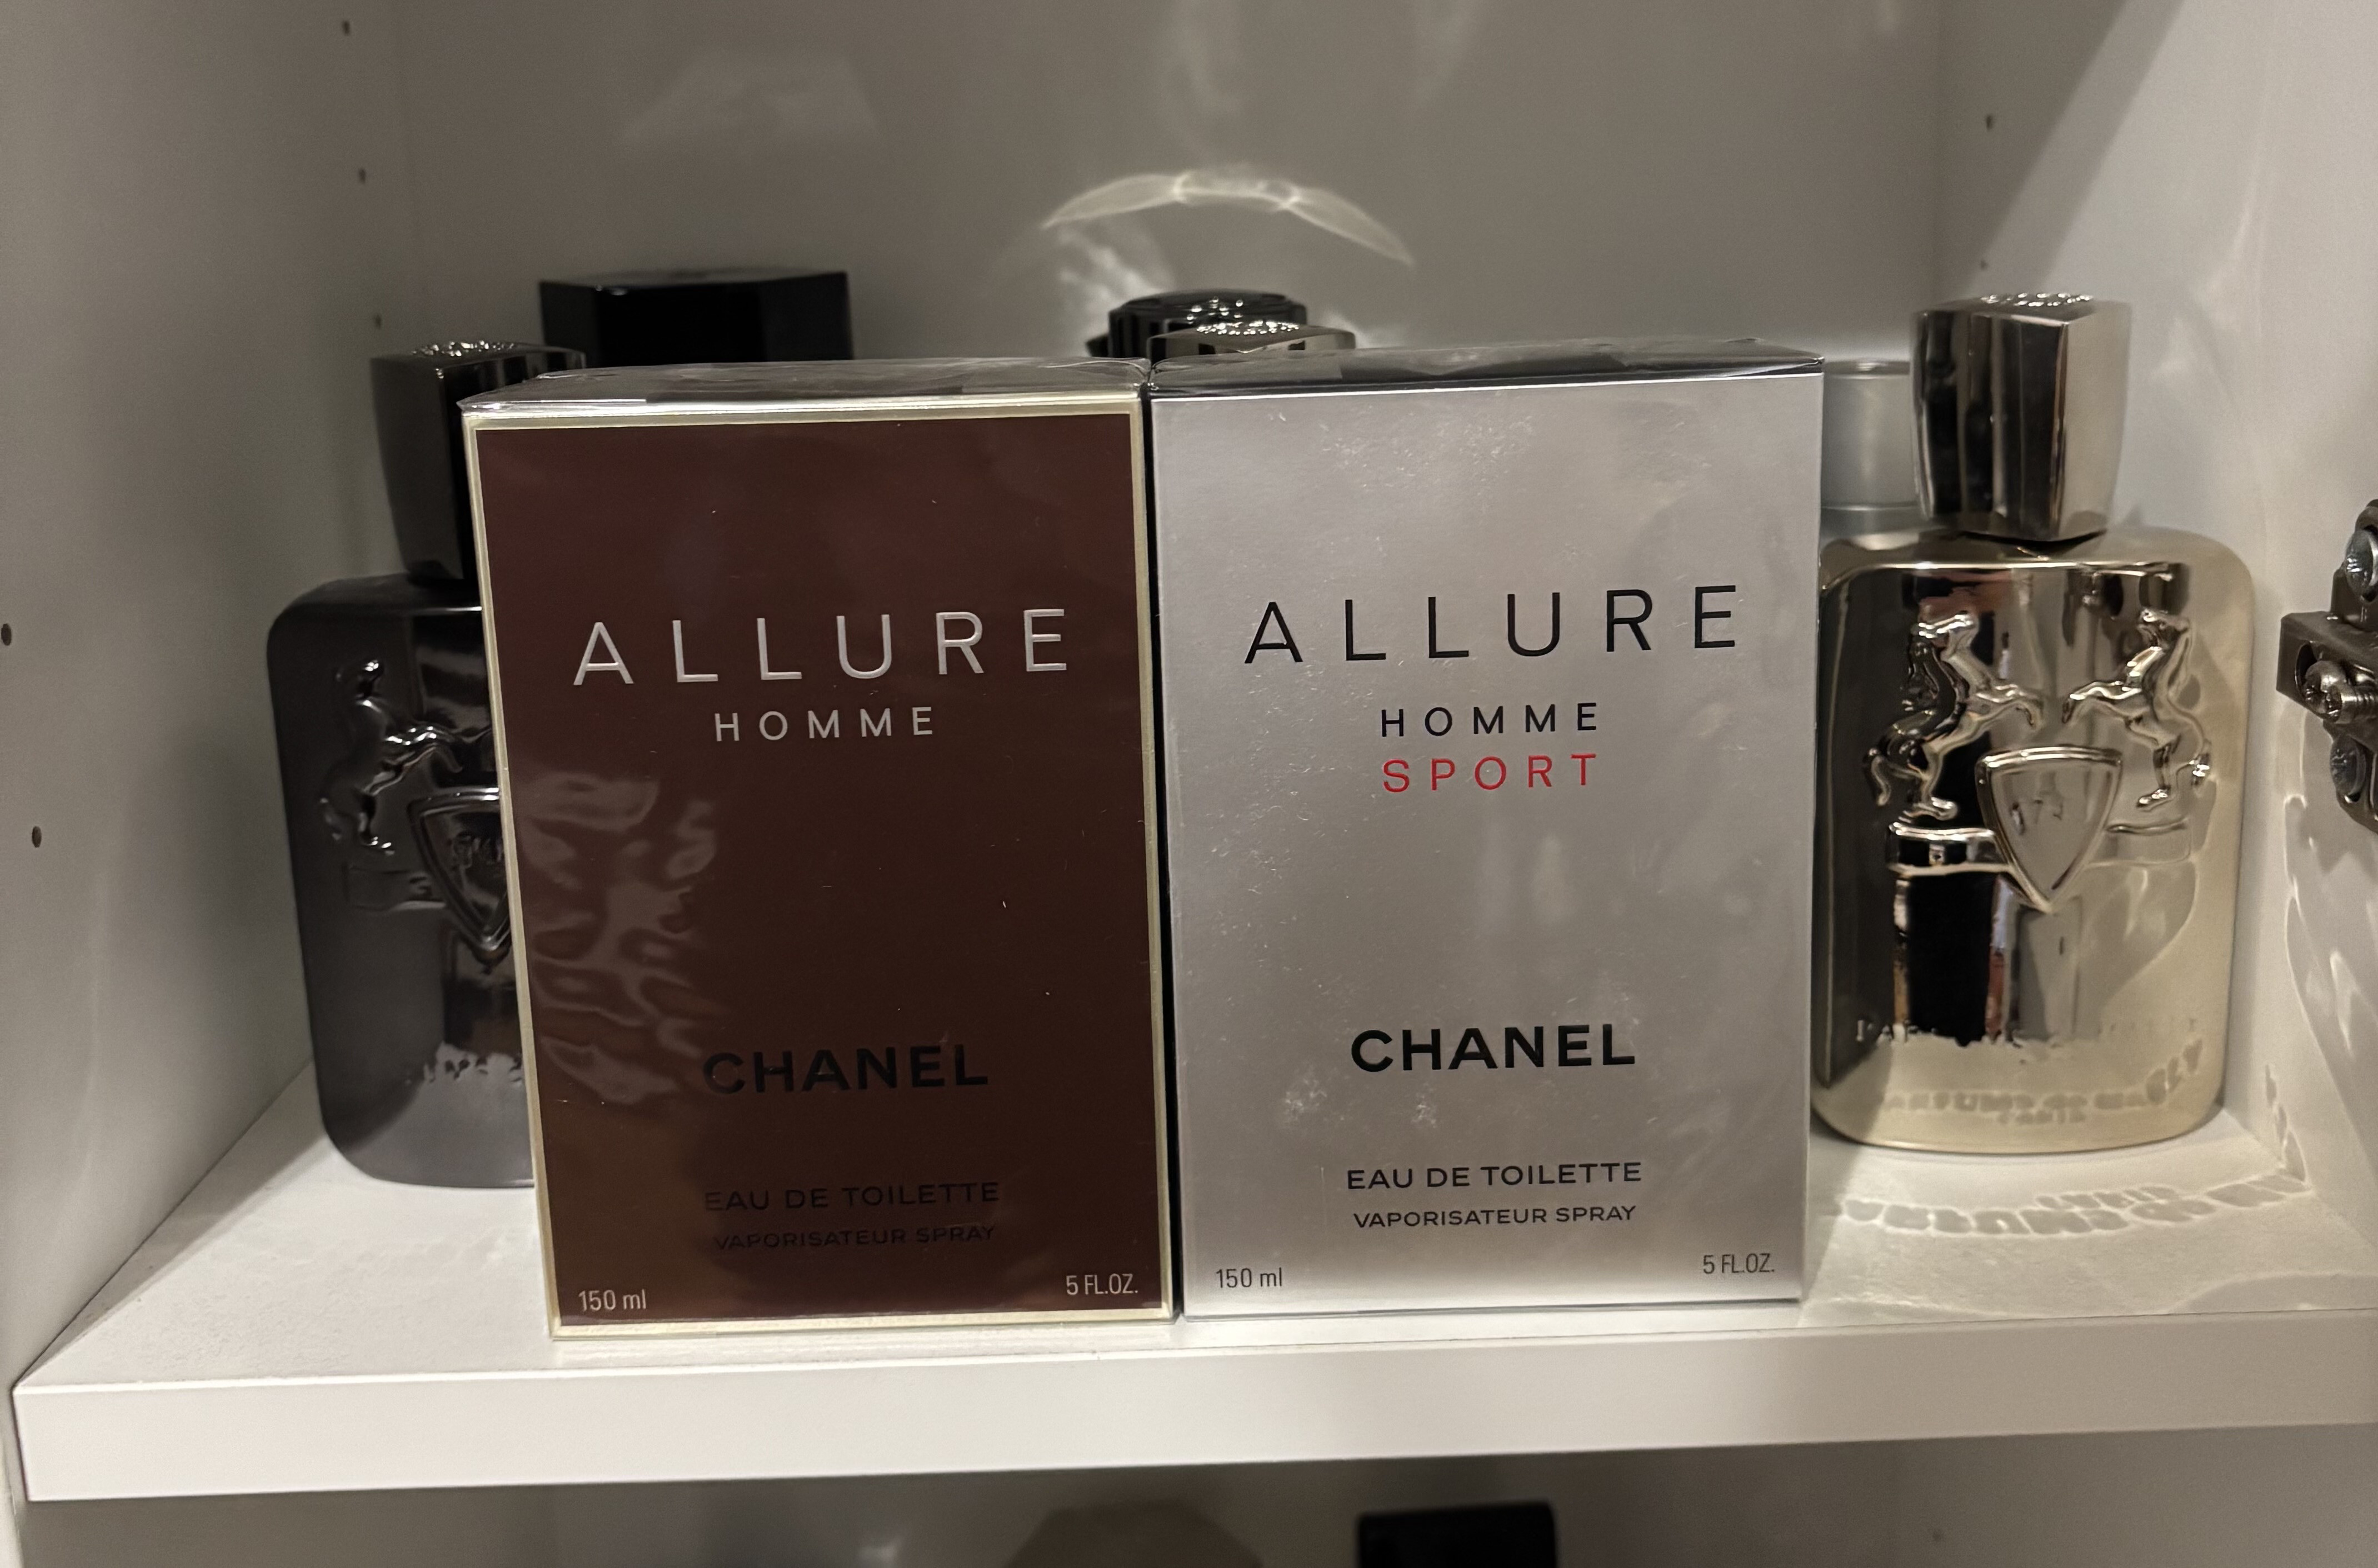 ALLURE
HOMME
CHANEL
EAU DE TOILETTE
VAPORISATEUR SPRAY
150 ml
5 FL.OZ.
ALLURE
HOMME
SPORT
CHANEL
EAU DE TOILETTE
VAPORISATEUR SPRAY
150 ml
5 FL.OZ.